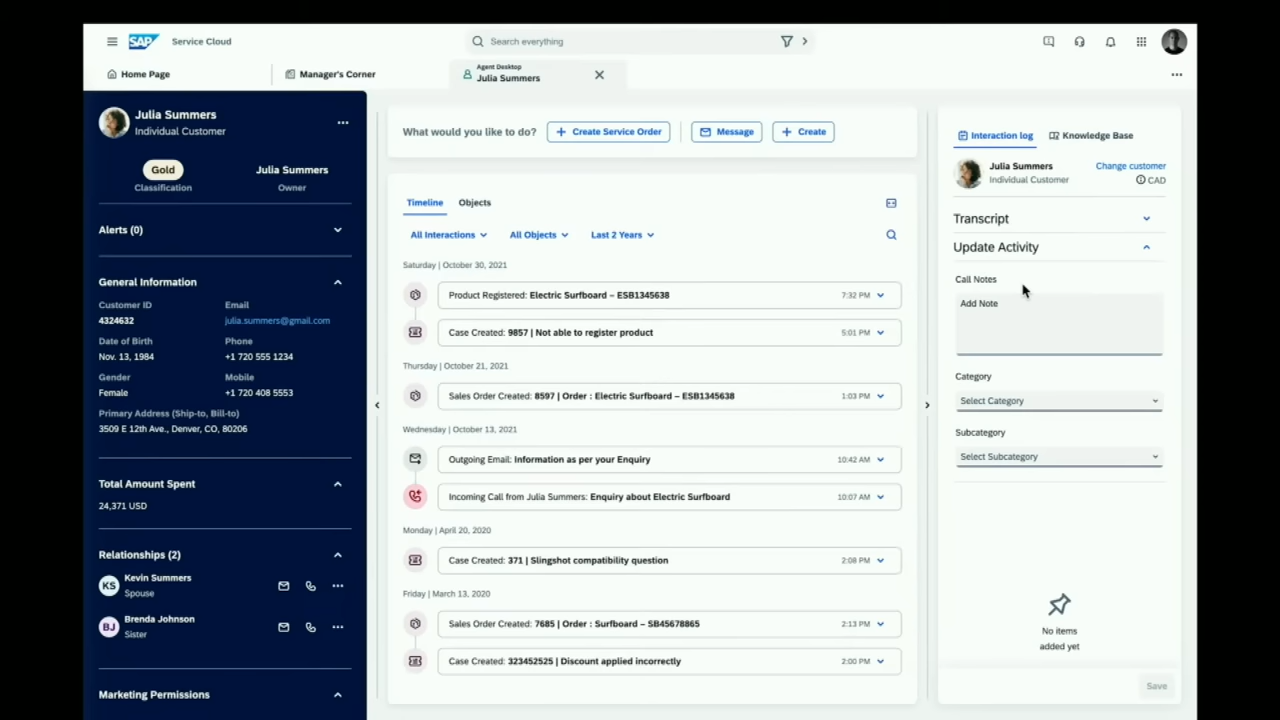 SAP Service Cloud
Search everything
Home Page
Manager's Corner
Agent Desktop
Julia Summers
Julia Summers
Individual Customer
Gold
Classification
Julia Summers
Owner
Alerts (0)
General Information
Customer ID
4324632
Email
julia.summers@gmail.com
Date of Birth
Nov. 13, 1984
Phone
+1 720 555 1234
Gender
Female
Mobile
+1 720 408 5553
Primary Address (Ship-to, Bill-to)
3509 E 12th Ave., Denver, CO, 80206
Total Amount Spent
24,371 USD
Relationships (2)
KS
Kevin Summers
Spouse
BJ
Brenda Johnson
Sister
Marketing Permissions
What would you like to do?
Create Service Order
Message
Create
Timeline
Objects
All Interactions
All Objects
Last 2 Years
Saturday | October 30, 2021
Product Registered: Electric Surfboard – ESB1345638 7:32 PM
Case Created: 9857 | Not able to register product 5:01 PM
Thursday | October 21, 2021
Sales Order Created: 8597 | Order : Electric Surfboard – ESB1345638 1:03 PM
Wednesday | October 13, 2021
Outgoing Email: Information as per your Enquiry 10:42 AM
Incoming Call from Julia Summers: Enquiry about Electric Surfboard 10:07 AM
Monday | April 20, 2020
Case Created: 371 | Slingshot compatibility question 2:08 PM
Friday | March 13, 2020
Sales Order Created: 7685 | Order : Surfboard – SB45678865 2:13 PM
Case Created: 323452525 | Discount applied incorrectly 2:00 PM
Interaction log
Knowledge Base
Julia Summers
Individual Customer
Change customer
CAD
Transcript
Update Activity
Call Notes
Add Note
Category
Select Category
Subcategory
Select Subcategory
No items
added yet
Save